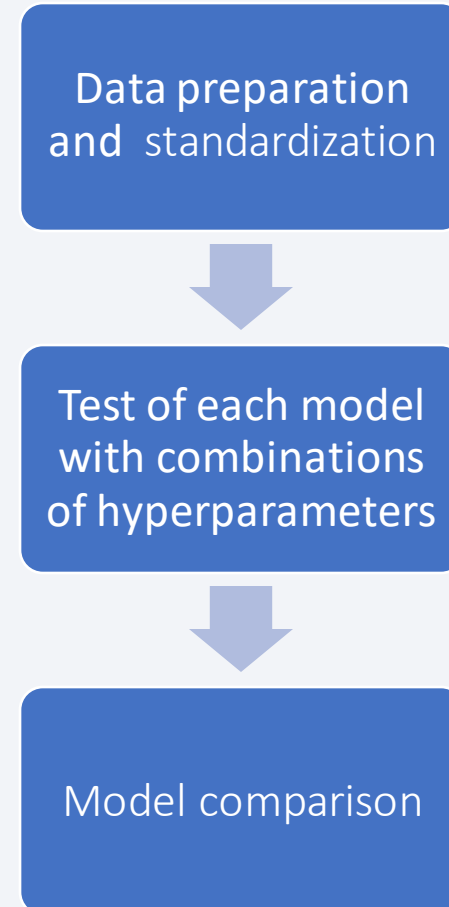 Data preparation
and standardization
Test of each model
with combinations
of hyperparameters
Model comparison